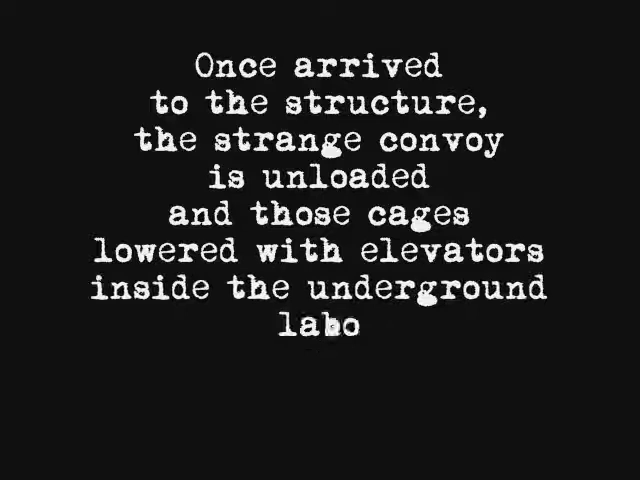 Once arrived
to the structure,
the strange convoy
is unloaded
and those cages
lowered with elevators
inside the underground
labo